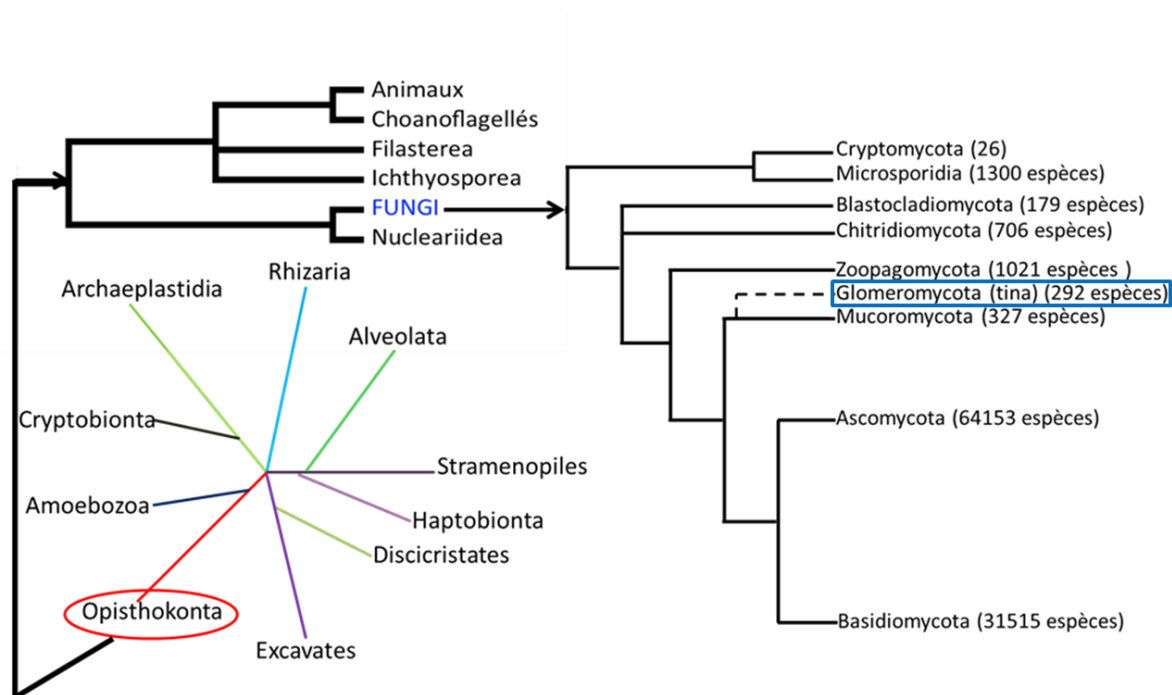 Animaux
Choanoflagellés
Filasterea
Ichthyosporea
FUNGI
Nucleariidea
Cryptomycota (26)
Microsporidia (1300 espèces)
Blastocladiomycota (179 espèces)
Chitridiomycota (706 espèces)
Zoopagomycota (1021 espèces )
Glomeromycota (tina) (292 espèces)
Mucoromycota (327 espèces)
Ascomycota (64153 espèces)
Basidiomycota (31515 espèces)
Rhizaria
Archaeplastidia
Alveolata
Cryptobionta
Stramenopiles
Amoebozoa
Haptobionta
Discicristates
Opisthokonta
Excavates